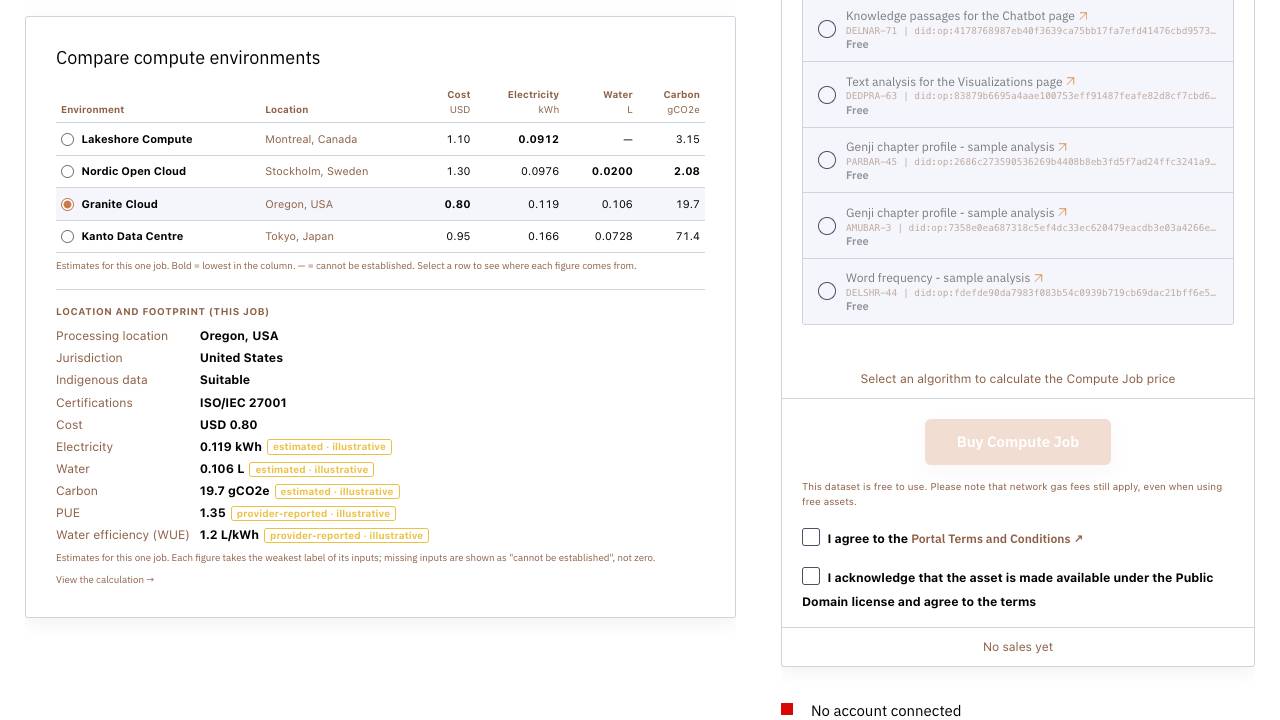 Compare compute environments
Environment Location Cost USD Electricity kWh Water L Carbon gCO2e
Lakeshore Compute Montreal, Canada 1.10 0.0912 — 3.15
Nordic Open Cloud Stockholm, Sweden 1.30 0.0976 0.0200 2.08
Granite Cloud Oregon, USA 0.80 0.119 0.106 19.7
Kanto Data Centre Tokyo, Japan 0.95 0.166 0.0728 71.4
Estimates for this one job. Bold = lowest in the column. — = cannot be established. Select a row to see where each figure comes from.
LOCATION AND FOOTPRINT (THIS JOB)
Processing location Oregon, USA
Jurisdiction United States
Indigenous data Suitable
Certifications ISO/IEC 27001
Cost USD 0.80
Electricity 0.119 kWh estimated · illustrative
Water 0.106 L estimated · illustrative
Carbon 19.7 gCO2e estimated · illustrative
PUE 1.35 provider-reported · illustrative
Water efficiency (WUE) 1.2 L/kWh provider-reported · illustrative
Estimates for this one job. Each figure takes the weakest label of its inputs; missing inputs are shown as "cannot be established", not zero.
View the calculation →
Knowledge passages for the Chatbot page ↗
DELNAR-71 | did:op:4178768987eb40f3639ca75bb17fa7efd41476cbd9573…
Free
Text analysis for the Visualizations page ↗
DEDPRA-63 | did:op:83879b6695a4aae100753eff91487feafe82d8cf7cbd6…
Free
Genji chapter profile - sample analysis ↗
PARBAR-45 | did:op:2686c273590536269b4408b8eb3fd5f7ad24ffc3241a9…
Free
Genji chapter profile - sample analysis ↗
AMUBAR-3 | did:op:7358e0ea687318c5ef4dc33ec620479eacdb3e03a4266e…
Free
Word frequency - sample analysis ↗
DELSHR-44 | did:op:fdefde90da7983f083b54c0939b719cb69dac21bff6e5…
Free
Select an algorithm to calculate the Compute Job price
Buy Compute Job
This dataset is free to use. Please note that network gas fees still apply, even when using
free assets.
I agree to the Portal Terms and Conditions ↗
I acknowledge that the asset is made available under the Public
Domain license and agree to the terms
No sales yet
No account connected